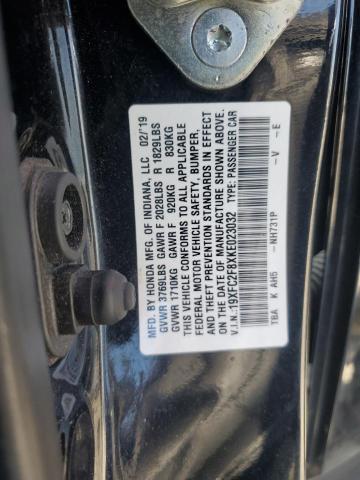 MFD. BY HONDA MFG. OF INDIANA, LLC 02/'19
GVWR 3769LBS GAWR F 2028LBS R 1829LBS
GVWR 1710KG GAWR F 920KG R 830KG
THIS VEHICLE CONFORMS TO ALL APPLICABLE
FEDERAL MOTOR VEHICLE SAFETY, BUMPER,
AND THEFT PREVENTION STANDARDS IN EFFECT
ON THE DATE OF MANUFACTURE SHOWN ABOVE.
V.I.N.:19XFC2F8XKE023032 TYPE: PASSENGER CAR
TBA K AH5 -NH731P -V -E